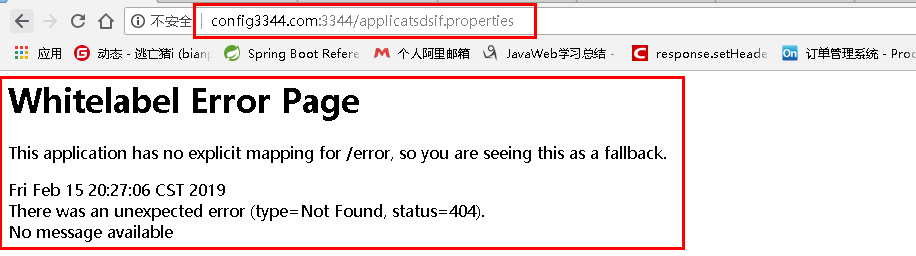 不安全 config3344.com:3344/applicatsdsif.properties
应用 动态 - 逃亡猪 (bianp Spring Boot Refere 个人阿里邮箱 JavaWeb学习总结 - response.setHeade On 订单管理系统 - Proc
Whitelabel Error Page
This application has no explicit mapping for /error, so you are seeing this as a fallback.
Fri Feb 15 20:27:06 CST 2019
There was an unexpected error (type=Not Found, status=404).
No message available